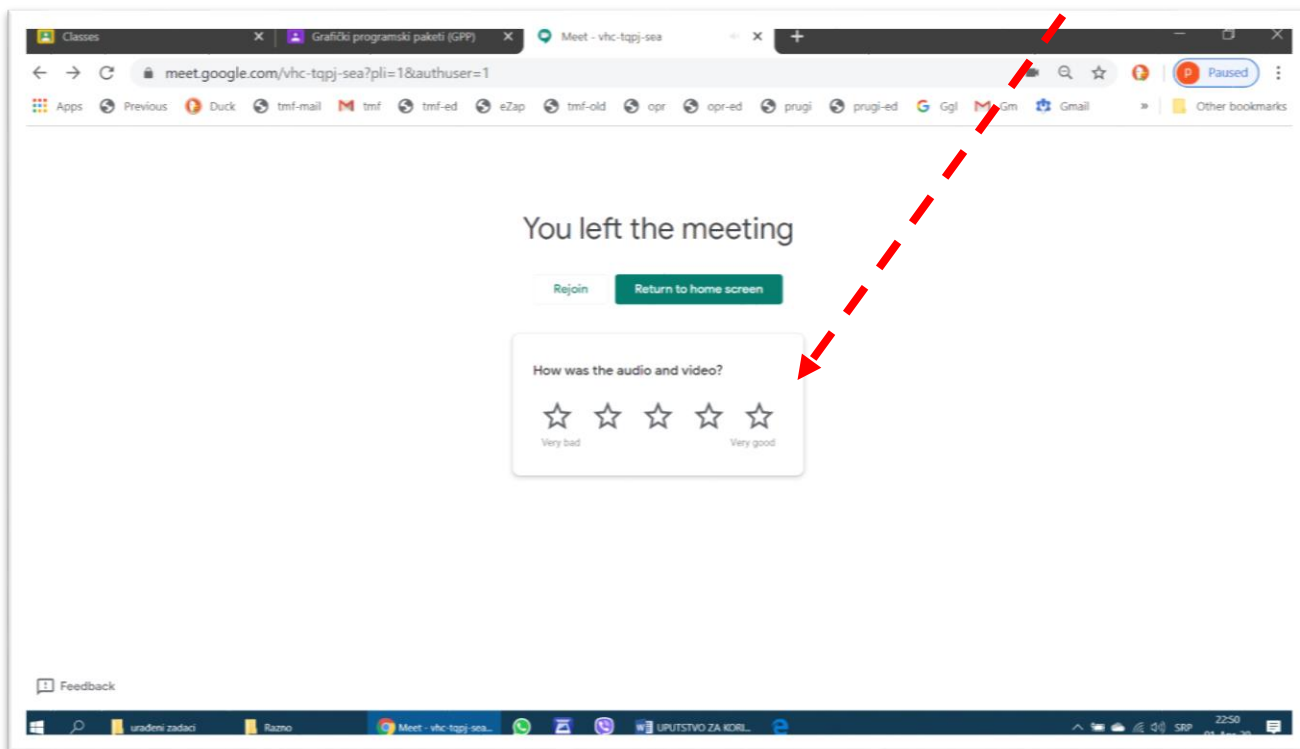 Classes Grafički programski paketi (GPP) Meet - vhc-tqpj-sea
meet.google.com/vhc-tqpj-sea?pli=1&authuser=1 P Paused
Apps Previous Duck tmf-mail tmf tmf-ed eZap tmf-old opr opr-ed prugi prugi-ed Ggl Gm Gmail » Other bookmarks
You left the meeting
Rejoin Return to home screen
How was the audio and video?
Very bad Very good
Feedback
urađeni zadaci Razno Meet - vhc-tqpj-sea... UPUTSTVO ZA KORI... SRP 22:50